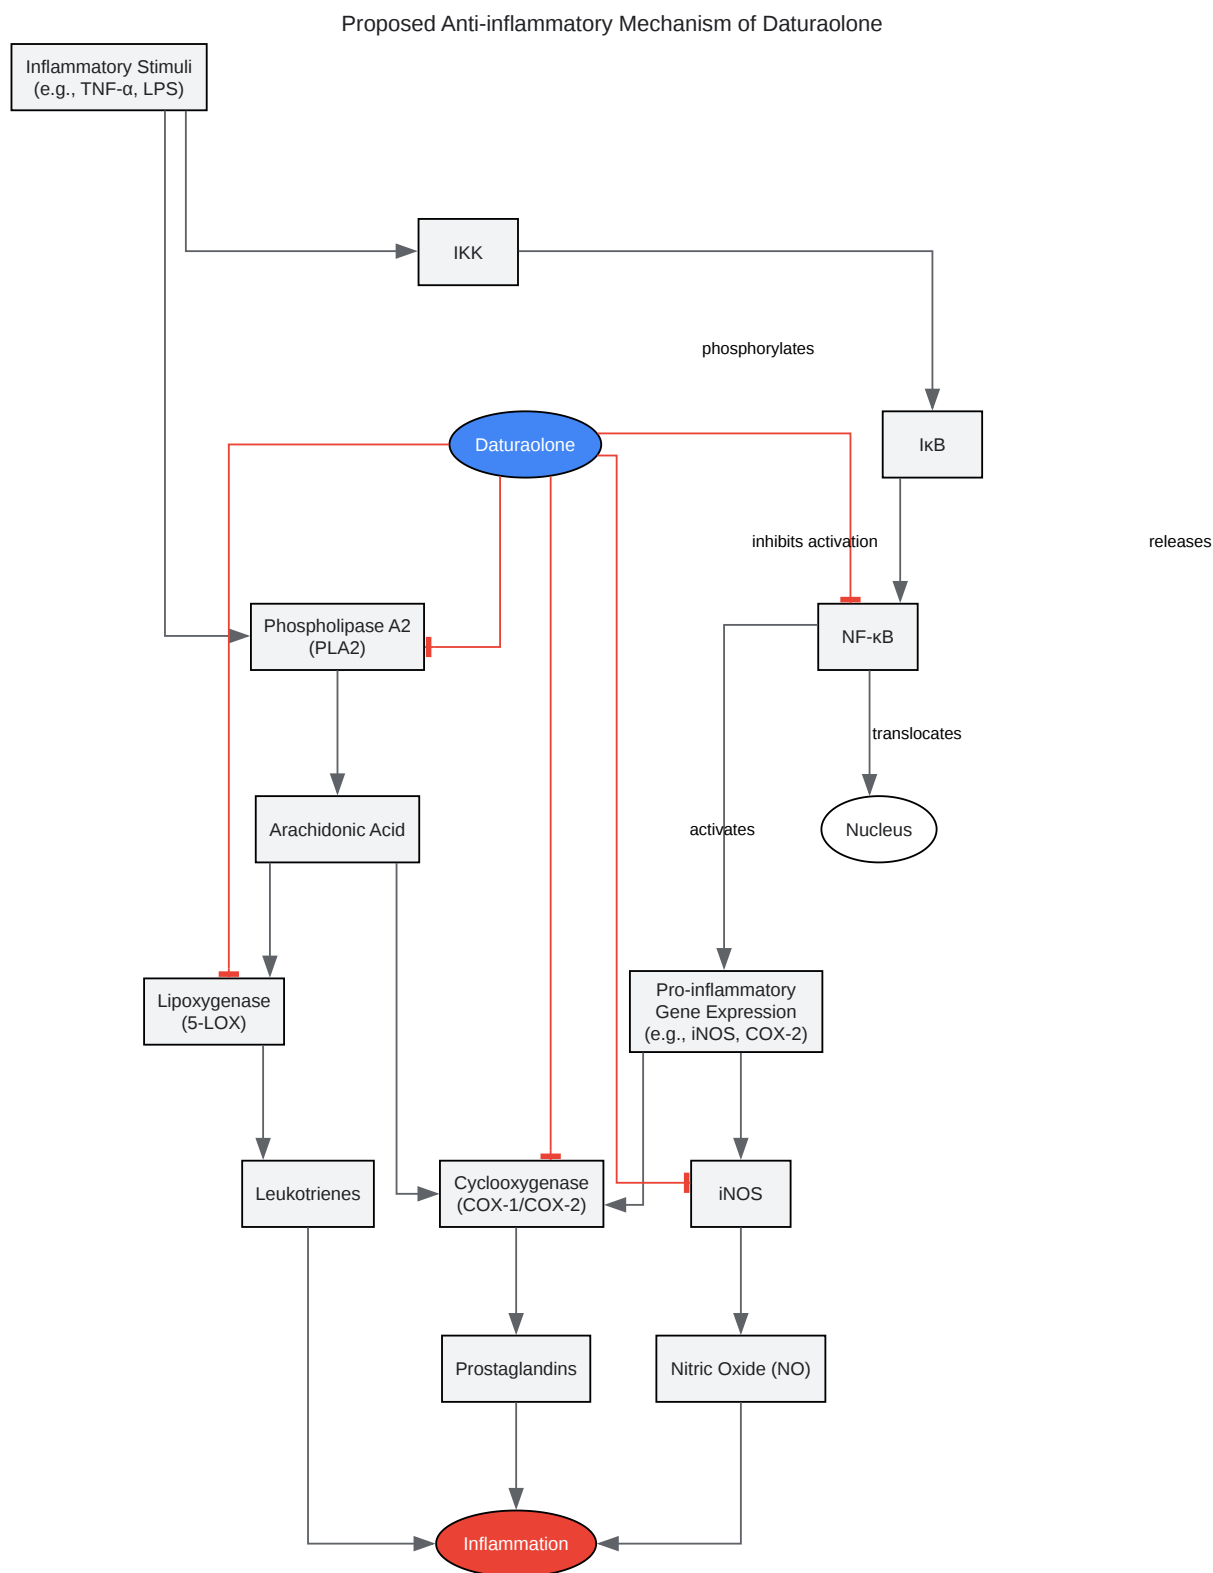 Proposed Anti-inflammatory Mechanism of Daturaolone
Inflammatory Stimuli
(e.g., TNF-α, LPS)
IKK
phosphorylates
Daturaolone
IκB
inhibits activation
releases
Phospholipase A2
(PLA2)
NF-κB
translocates
Arachidonic Acid
activates
Nucleus
Lipoxygenase
(5-LOX)
Pro-inflammatory
Gene Expression
(e.g., iNOS, COX-2)
Leukotrienes
Cyclooxygenase
(COX-1/COX-2)
iNOS
Prostaglandins
Nitric Oxide (NO)
Inflammation